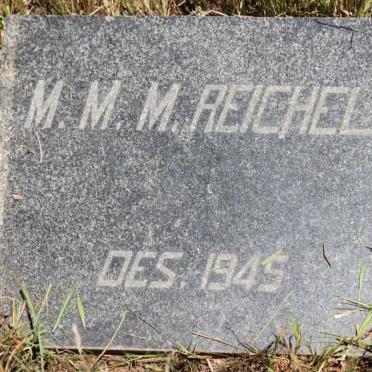 M. M. M. REICHEL
DES. 1945